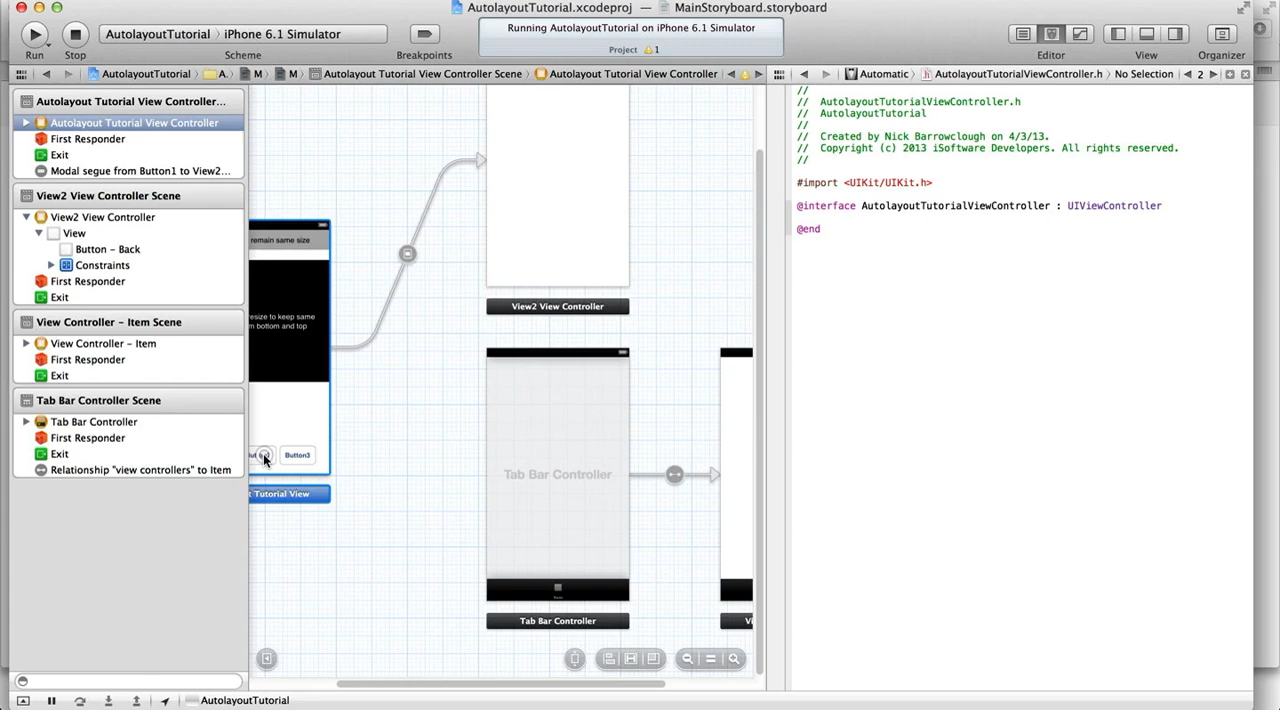 AutolayoutTutorial.xcodeproj — MainStoryboard.storyboard
AutolayoutTutorial 〉 iPhone 6.1 Simulator
Running AutolayoutTutorial on iPhone 6.1 Simulator
Project 1
Run Stop Scheme Breakpoints Editor View Organizer
AutolayoutTutorial A. M M Autolayout Tutorial View Controller Scene Autolayout Tutorial View Controller
Automatic AutolayoutTutorialViewController.h No Selection 2
Autolayout Tutorial View Controller...
Autolayout Tutorial View Controller
First Responder
Exit
Modal segue from Button1 to View2...
View2 View Controller Scene
View2 View Controller
View
Button – Back
Constraints
First Responder
Exit
View Controller – Item Scene
View Controller – Item
First Responder
Exit
Tab Bar Controller Scene
Tab Bar Controller
First Responder
Exit
Relationship "view controllers" to Item
remain same size
esize to keep same
m bottom and top
Button3
t Tutorial View
View2 View Controller
Tab Bar Controller
Tab Bar Controller
Vi
//
// AutolayoutTutorialViewController.h
// AutolayoutTutorial
//
// Created by Nick Barrowclough on 4/3/13.
// Copyright (c) 2013 iSoftware Developers. All rights reserved.
//
#import <UIKit/UIKit.h>
@interface AutolayoutTutorialViewController : UIViewController
@end
AutolayoutTutorial